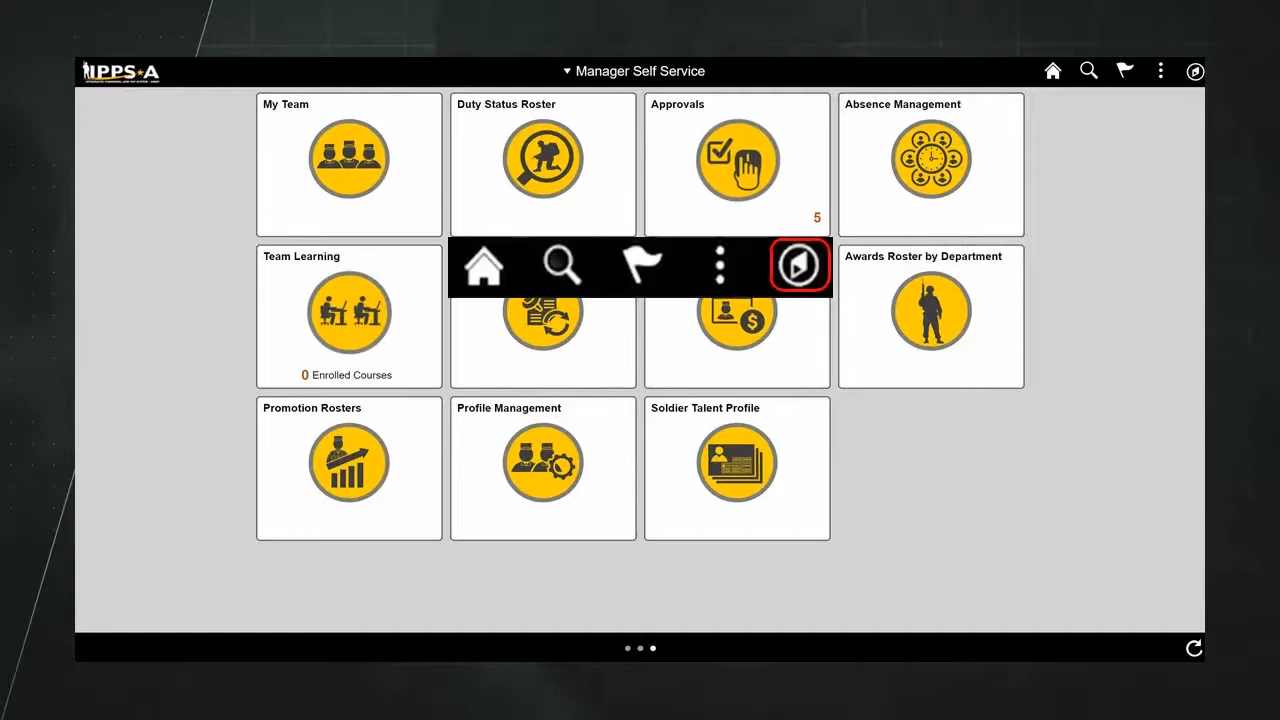 IPPS★A
Manager Self Service
My Team
Duty Status Roster
Approvals
Absence Management
5
Team Learning
Awards Roster by Department
0 Enrolled Courses
Promotion Rosters
Profile Management
Soldier Talent Profile